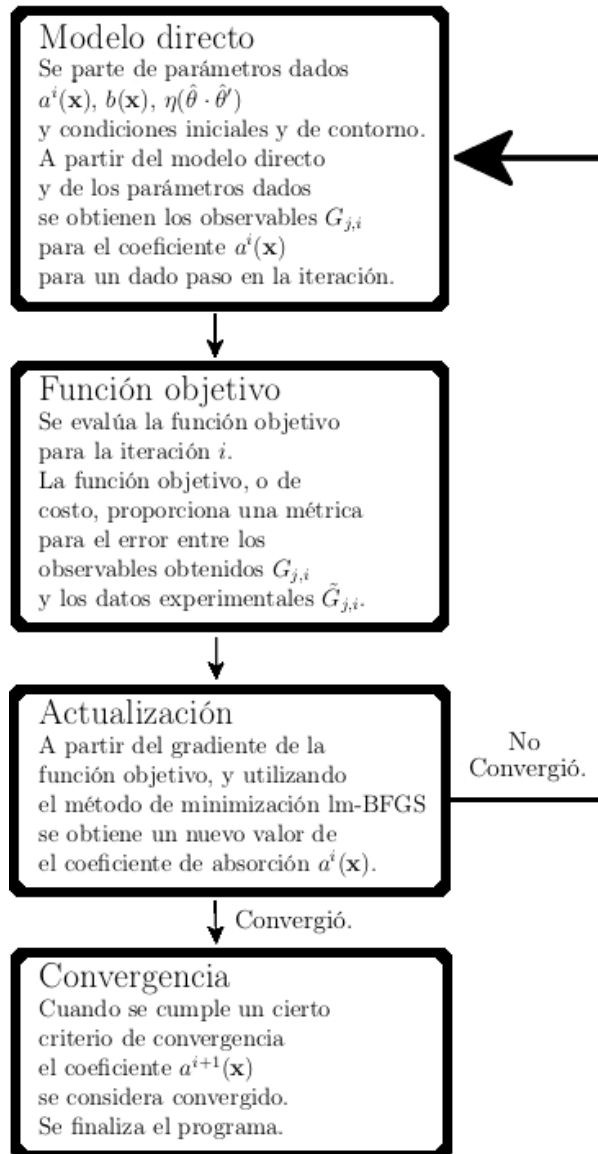 Modelo directo
Se parte de parámetros dados
a^i(x), b(x), η(θ̂ · θ̂′)
y condiciones iniciales y de contorno.
A partir del modelo directo
y de los parámetros dados
se obtienen los observables G_{j,i}
para el coeficiente a^i(x)
para un dado paso en la iteración.
Función objetivo
Se evalúa la función objetivo
para la iteración i.
La función objetivo, o de
costo, proporciona una métrica
para el error entre los
observables obtenidos G_{j,i}
y los datos experimentales G̃_{j,i}.
Actualización
A partir del gradiente de la
función objetivo, y utilizando
el método de minimización lm-BFGS
se obtiene un nuevo valor de
el coeficiente de absorción a^i(x).
No
Convergió.
Convergió.
Convergencia
Cuando se cumple un cierto
criterio de convergencia
el coeficiente a^{i+1}(x)
se considera convergido.
Se finaliza el programa.